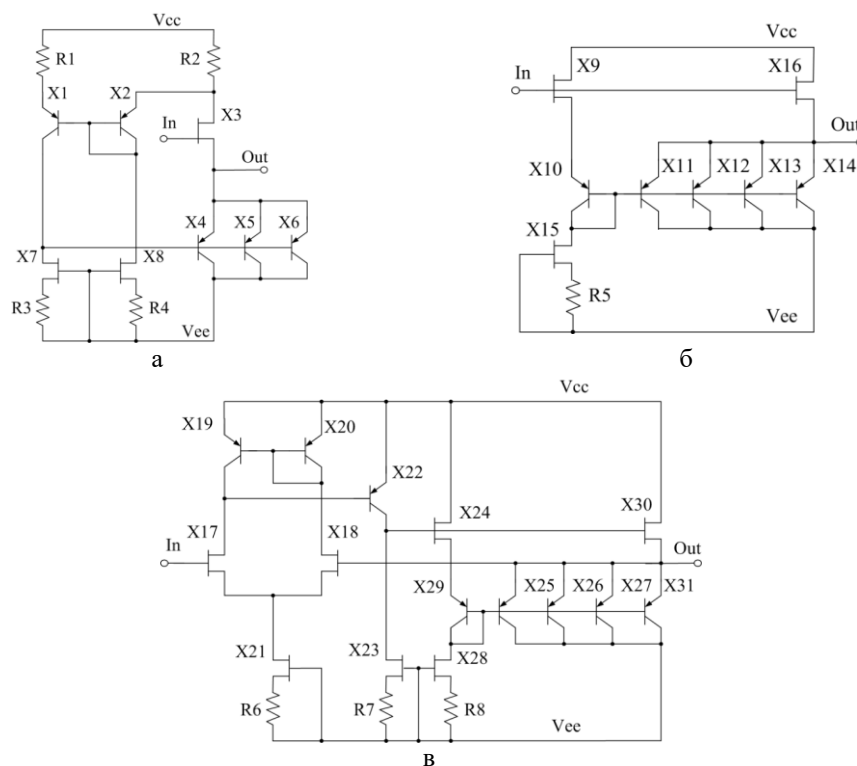 Vcc
R1
R2
X1
X2
X3
In
Out
X4
X5
X6
X7
X8
R3
R4
Vee
а
Vcc
X9
X16
In
Out
X10
X11
X12
X13
X14
X15
R5
Vee
б
Vcc
X19
X20
X22
X17
X18
X24
X30
In
Out
X29
X25
X26
X27
X31
X21
X23
X28
R6
R7
R8
Vee
в